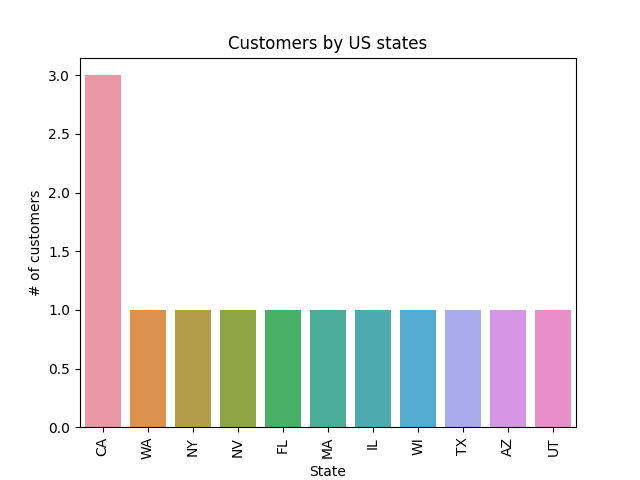 Customers by US states
3.0
2.5
2.0
1.5
1.0
0.5
0.0
# of customers
CA
WA
NY
NV
FL
MA
IL
WI
TX
AZ
UT
State